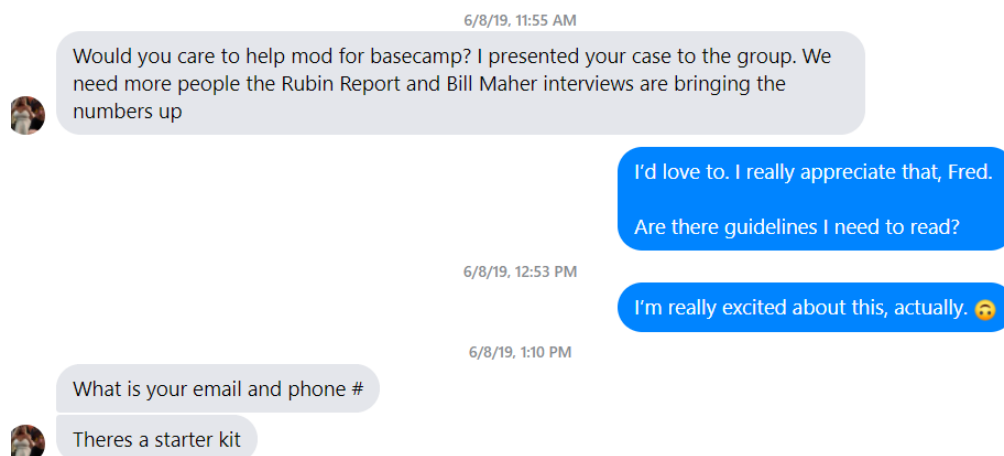 6/8/19, 11:55 AM
Would you care to help mod for basecamp? I presented your case to the group. We
need more people the Rubin Report and Bill Maher interviews are bringing the
numbers up
I'd love to. I really appreciate that, Fred.
Are there guidelines I need to read?
6/8/19, 12:53 PM
I'm really excited about this, actually. 🙃
6/8/19, 1:10 PM
What is your email and phone #
Theres a starter kit